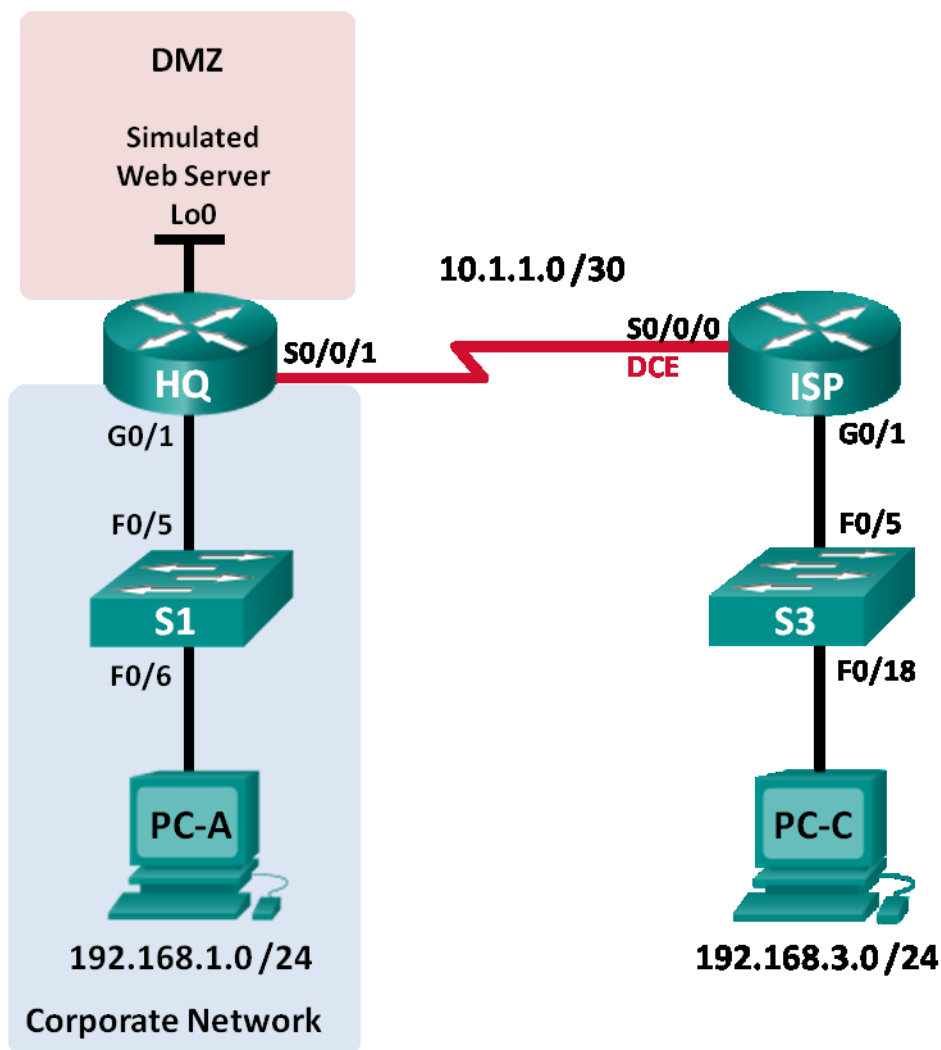 DMZ
Simulated
Web Server
Lo0
10.1.1.0 /30
HQ
S0/0/1
S0/0/0
DCE
ISP
G0/1
G0/1
F0/5
F0/5
S1
S3
F0/6
F0/18
PC-A
PC-C
192.168.1.0 /24
192.168.3.0 /24
Corporate Network